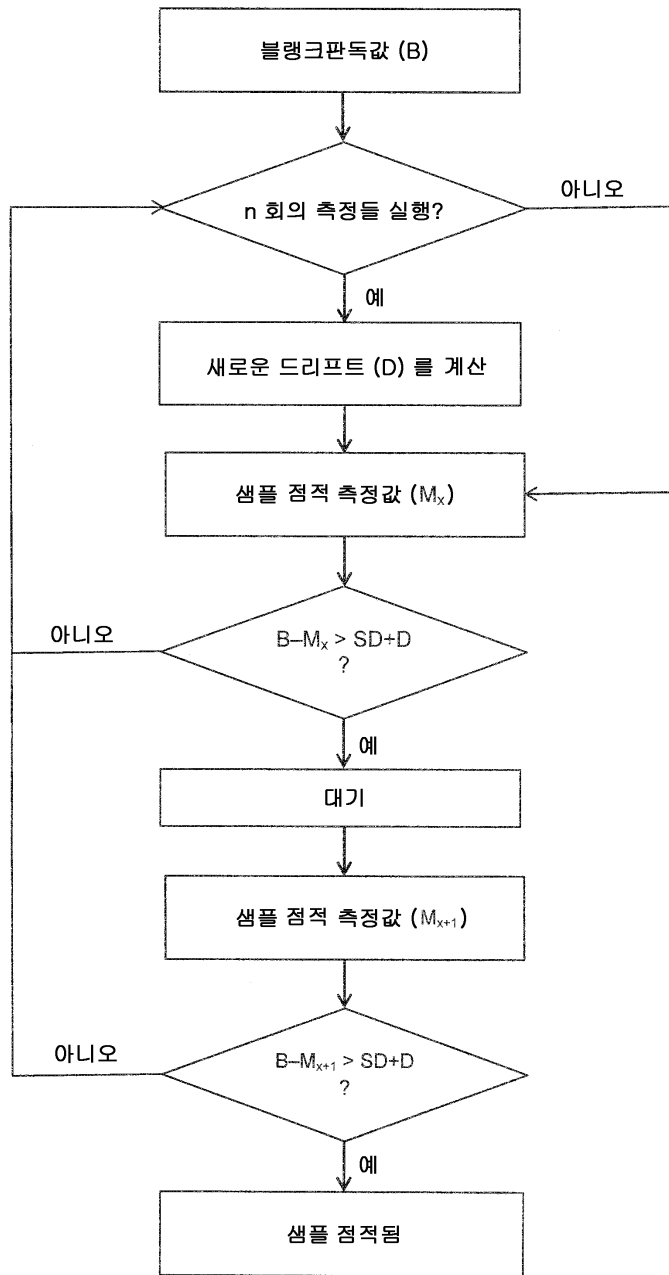 블랭크판독값 (B)
n 회의 측정들 실행?
아니오
예
새로운 드리프트 (D) 를 계산
샘플 점적 측정값 (Mₓ)
아니오
B–Mₓ > SD+D
?
예
대기
샘플 점적 측정값 (Mₓ₊₁)
아니오
B–Mₓ₊₁ > SD+D
?
예
샘플 점적됨